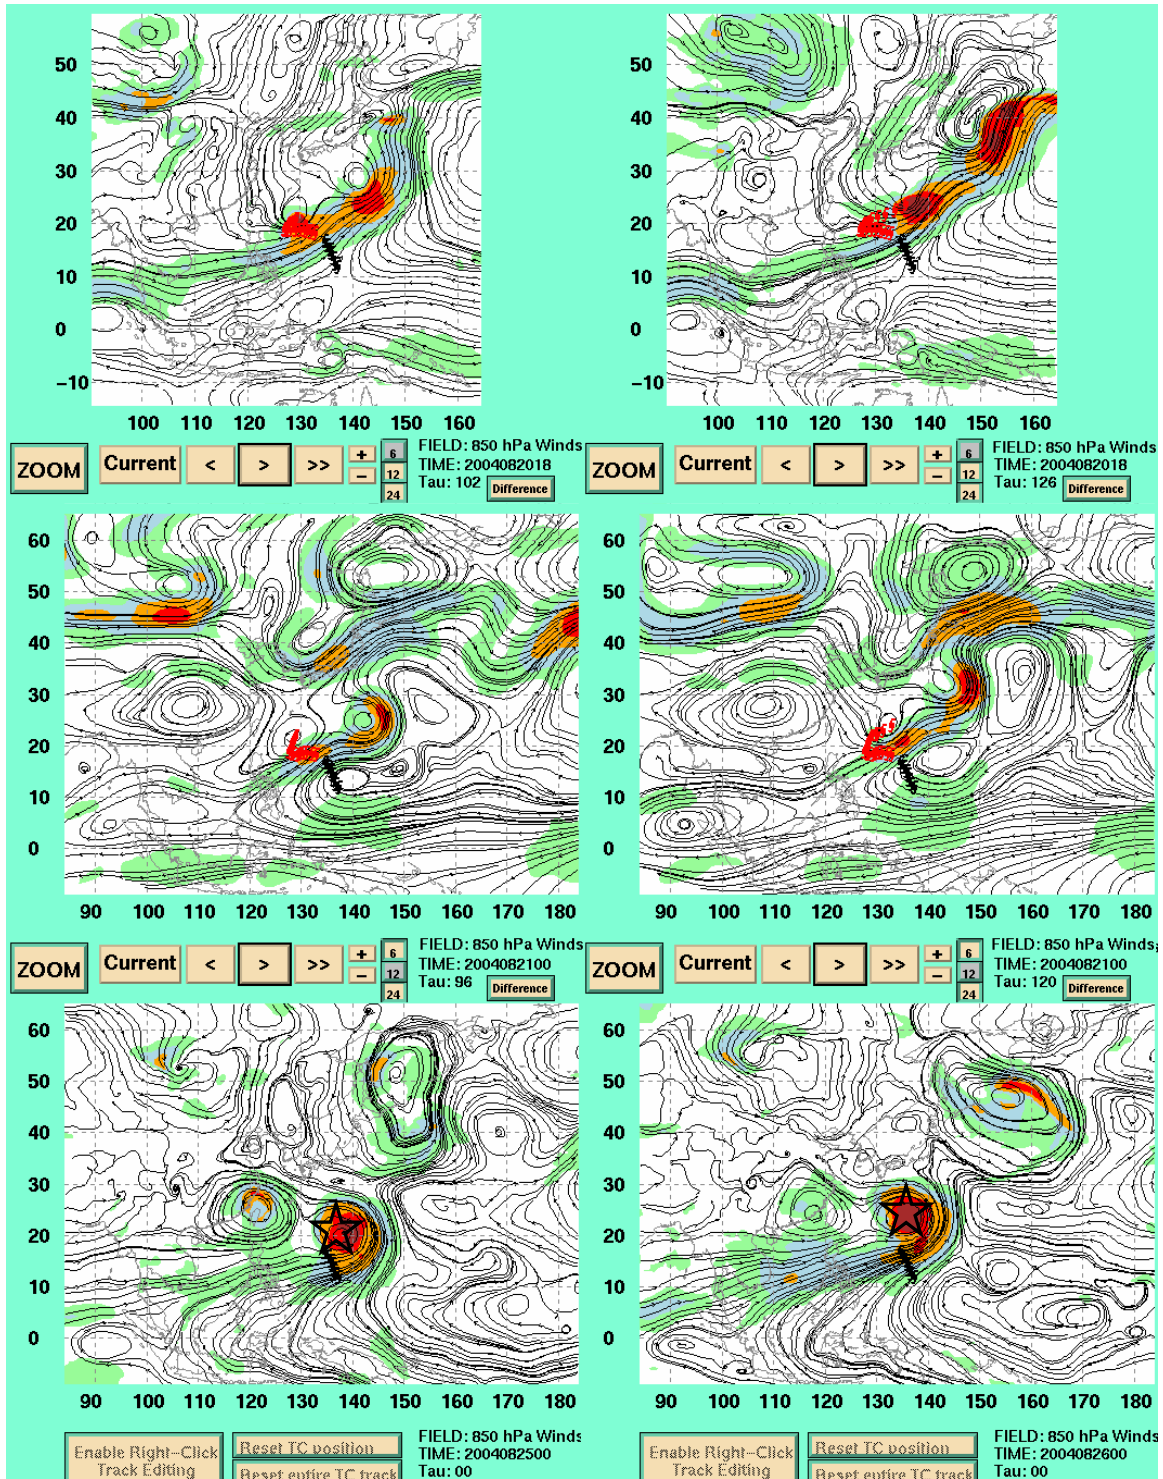 50 50
40 40
30 30
20 20
10 10
0 0
-10 -10
100 110 120 130 140 150 160 100 110 120 130 140 150 160
ZOOM Current < > >> + - 6 12 24 FIELD: 850 hPa Winds ZOOM Current < > >> + - 6 12 24 FIELD: 850 hPa Winds
TIME: 2004082018 TIME: 2004082018
Tau: 102 Difference Tau: 126 Difference
60 60
50 50
40 40
30 30
20 20
10 10
0 0
90 100 110 120 130 140 150 160 170 180 90 100 110 120 130 140 150 160 170 180
ZOOM Current < > >> + - 6 12 24 FIELD: 850 hPa Winds ZOOM Current < > >> + - 6 12 24 FIELD: 850 hPa Winds
TIME: 2004082100 TIME: 2004082100
Tau: 96 Difference Tau: 120 Difference
60 60
50 50
40 40
30 30
20 20
10 10
0 0
90 100 110 120 130 140 150 160 170 180 90 100 110 120 130 140 150 160 170 180
Enable Right-Click Reset TC position FIELD: 850 hPa Winds Enable Right-Click Reset TC position FIELD: 850 hPa Winds
Track Editing Reset entire TC track TIME: 2004082500 Track Editing Reset entire TC track TIME: 2004082600
Tau: 00 Tau: 00